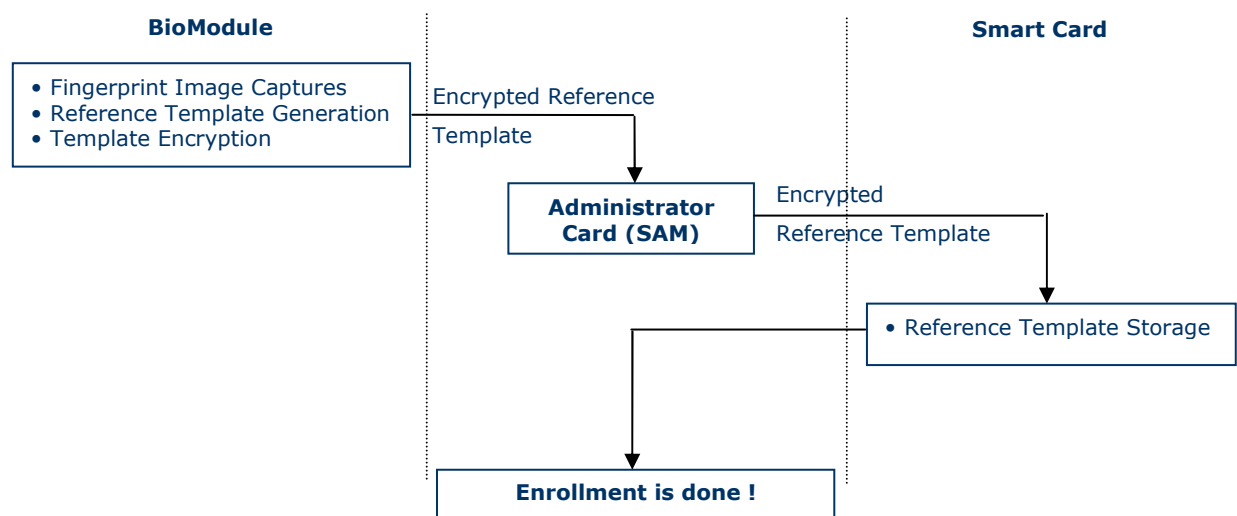 BioModule
Smart Card
• Fingerprint Image Captures
• Reference Template Generation
• Template Encryption
Encrypted Reference
Template
Administrator
Card (SAM)
Encrypted
Reference Template
• Reference Template Storage
Enrollment is done !